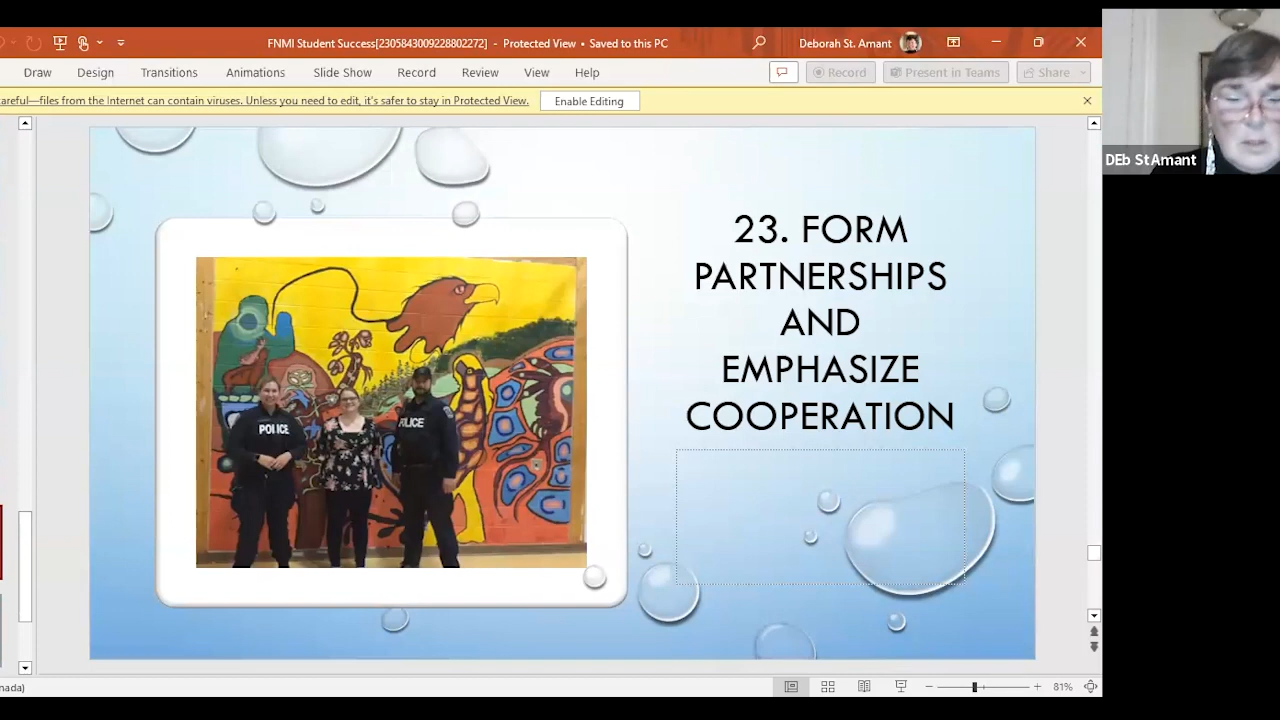 FNMI Student Success[2305843009228802272] - Protected View • Saved to this PC
Deborah St. Amant
Draw Design Transitions Animations Slide Show Record Review View Help
Record Present in Teams Share
careful—files from the Internet can contain viruses. Unless you need to edit, it's safer to stay in Protected View. Enable Editing
DEb StAmant
23. FORM
PARTNERSHIPS
AND
EMPHASIZE
COOPERATION
POLICE
POLICE
nada)
81%